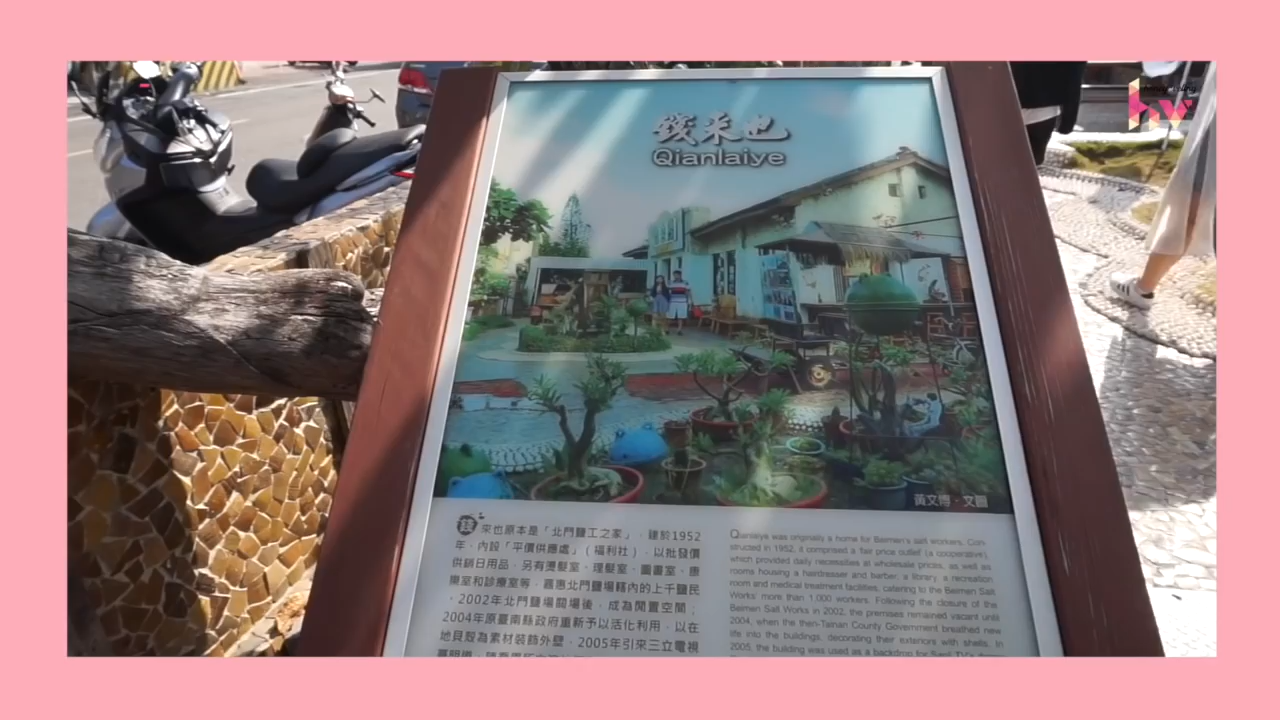 錢來也
Qianlaiye
黃文博・文圖
錢來也原本是「北門鹽工之家」，建於1952
年，內設「平價供應處」（福利社），以批發價
供銷日用品，另有燙髮室、理髮室、圖書室、康
樂室和診療室等，嘉惠北門鹽場轄內的上千鹽民
，2002年北門鹽場關場後，成為閒置空間；
2004年原臺南縣政府重新予以活化利用，以在
地貝殼為素材裝飾外壁，2005年引來三立電視
Qianlaiye was originally a home for Beimen's salt workers. Con-
structed in 1952, it comprised a fair price outlet (a cooperative),
which provided daily necessities at wholesale prices, as well as
rooms housing a hairdresser and barber, a library, a recreation
room and medical treatment facilities, catering to the Beimen Salt
Works' more than 1,000 workers. Following the closure of the
Beimen Salt Works in 2002, the premises remained vacant until
2004, when the then-Tainan County Government breathed new
life into the buildings, decorating their exteriors with shells. In
2005, the building was used as a backdrop for Sanli TV's